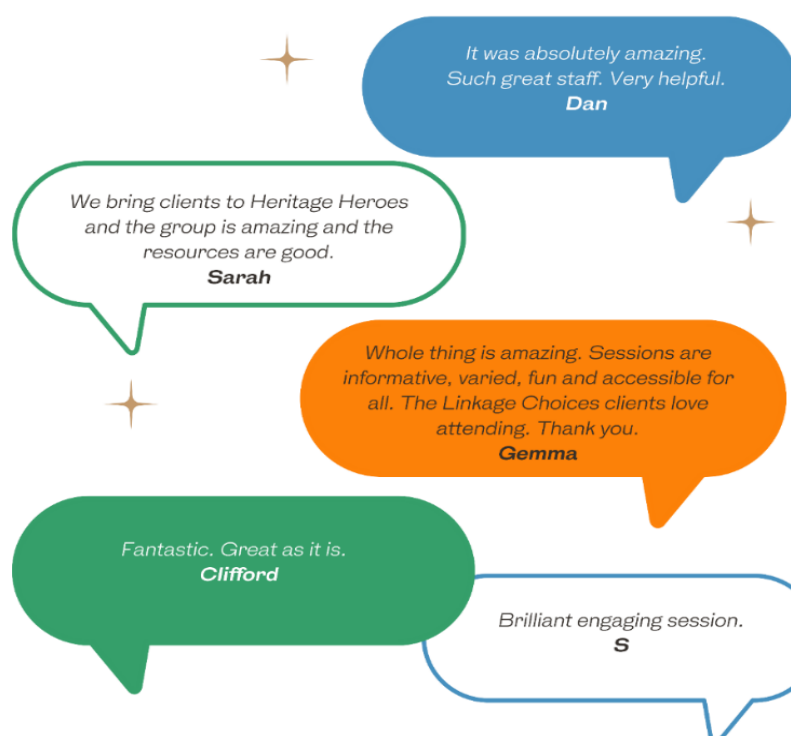 It was absolutely amazing.
Such great staff. Very helpful.
Dan
We bring clients to Heritage Heroes
and the group is amazing and the
resources are good.
Sarah
Whole thing is amazing. Sessions are
informative, varied, fun and accessible for
all. The Linkage Choices clients love
attending. Thank you.
Gemma
Fantastic. Great as it is.
Clifford
Brilliant engaging session.
S